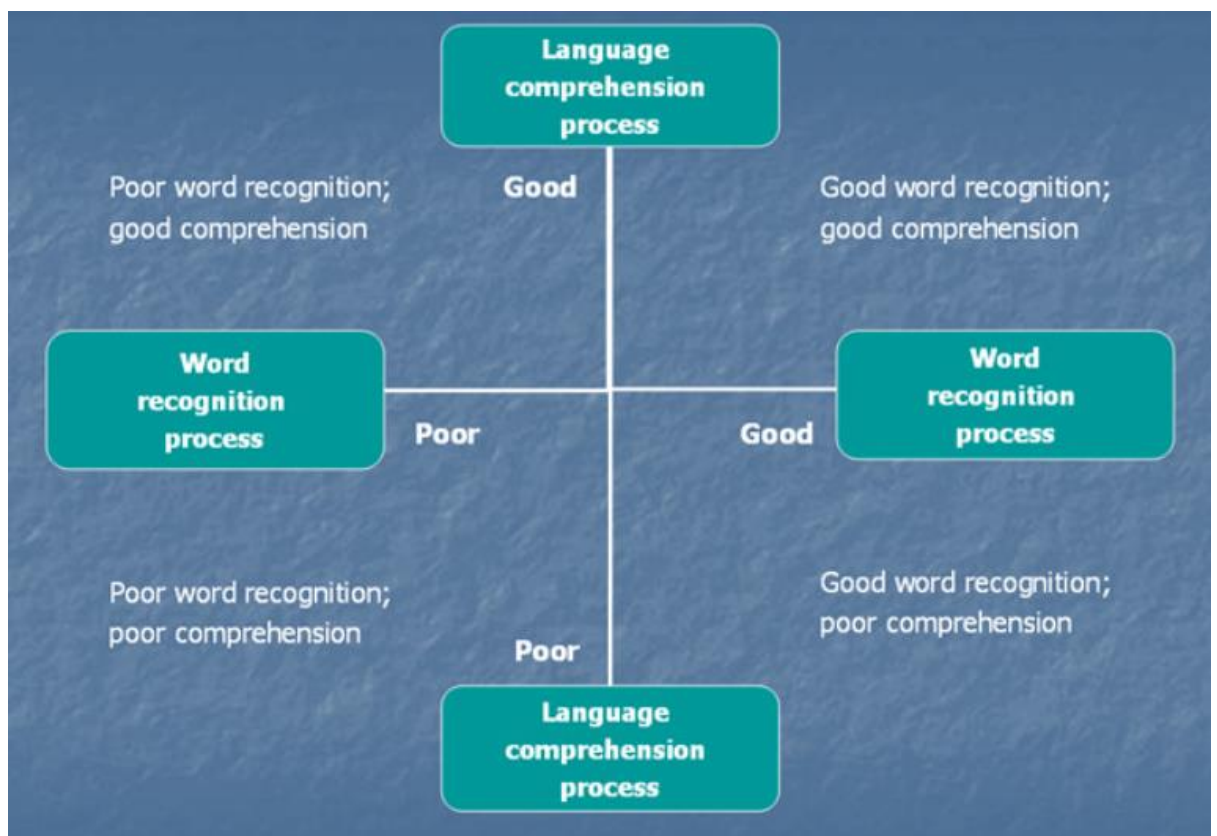 Language
comprehension
process
Poor word recognition;
good comprehension
Good
Good word recognition;
good comprehension
Word
recognition
process
Poor
Good
Word
recognition
process
Poor word recognition;
poor comprehension
Good word recognition;
poor comprehension
Poor
Language
comprehension
process